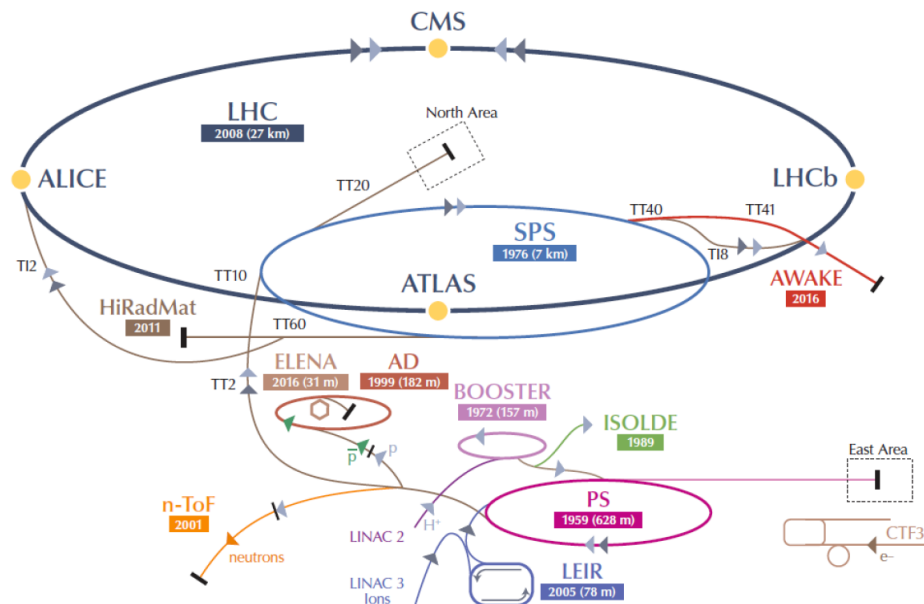 CMS
LHC
2008 (27 km)
North Area
ALICE
TT20
LHCb
TT40
TT41
SPS
1976 (7 km)
TI8
TI2
TT10
ATLAS
AWAKE
2016
HiRadMat
2011
TT60
TT2
ELENA
2016 (31 m)
AD
1999 (182 m)
BOOSTER
1972 (157 m)
ISOLDE
1989
p̅
p
East Area
n-ToF
2001
PS
1959 (628 m)
H⁺
LINAC 2
CTF3
e–
neutrons
LINAC 3
Ions
LEIR
2005 (78 m)